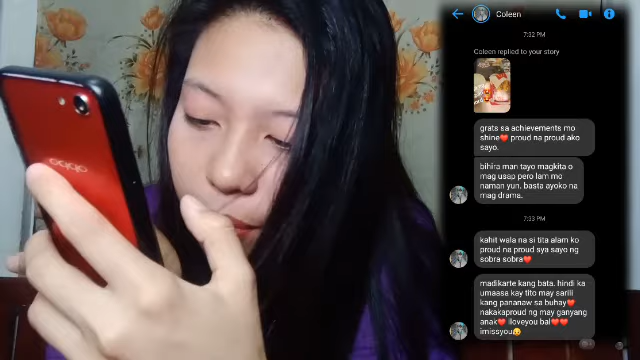 oppo
Coleen
7:32 PM
Coleen replied to your story
grats sa achievements mo
shine❤ proud na proud ako
sayo.
bihira man tayo magkita o
mag usap pero lam mo
naman yun. basta ayoko na
mag drama.
7:33 PM
kahit wala na si tita alam ko
proud na proud sya sayo ng
sobra sobra❤
madikarte kang bata. hindi ka
umaasa kay tito may sarili
kang pananaw sa buhay❤
nakakaproud ng may ganyang
anak❤ iloveyou bal❤❤
imissyou😢